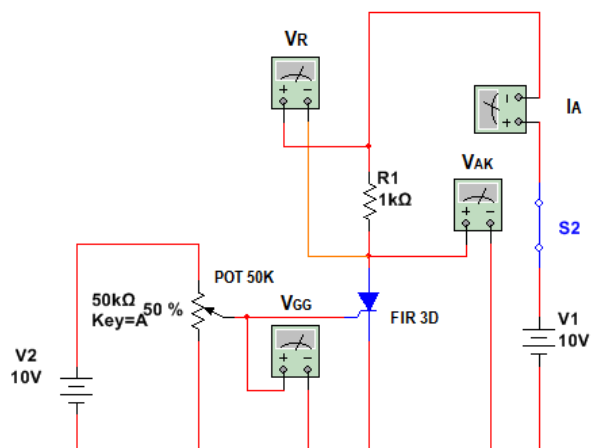 VR
+ -
I
+
IA
VAK
+ -
R1
1kΩ
S2
POT 50K
50kΩ
50 %
Key=A
VGG
+ -
FIR 3D
V1
10V
V2
10V